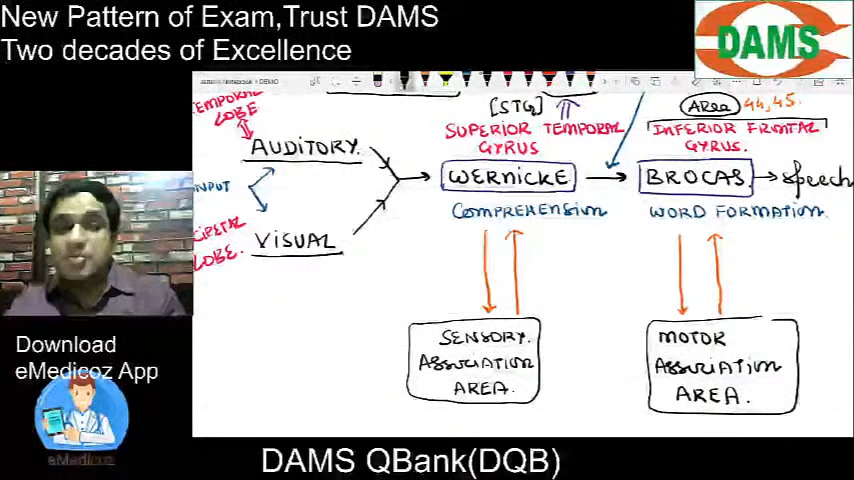 New Pattern of Exam,Trust DAMS
Two decades of Excellence
DAMS
[STG]
Area 44,45.
TEMPORAL
LOBE
SUPERIOR TEMPORAL
GYRUS
INFERIOR FRONTAL
GYRUS.
AUDITORY.
INPUT
WERNICKE
BROCAS.
speech
COMPREHENSION
WORD FORMATION.
CIPETAL
LOBE.
VISUAL
SENSORY.
ASSOCIATION
AREA.
MOTOR
ASSOCIATION
AREA.
Download
eMedicoz App
eMedicoz
DAMS QBank(DQB)